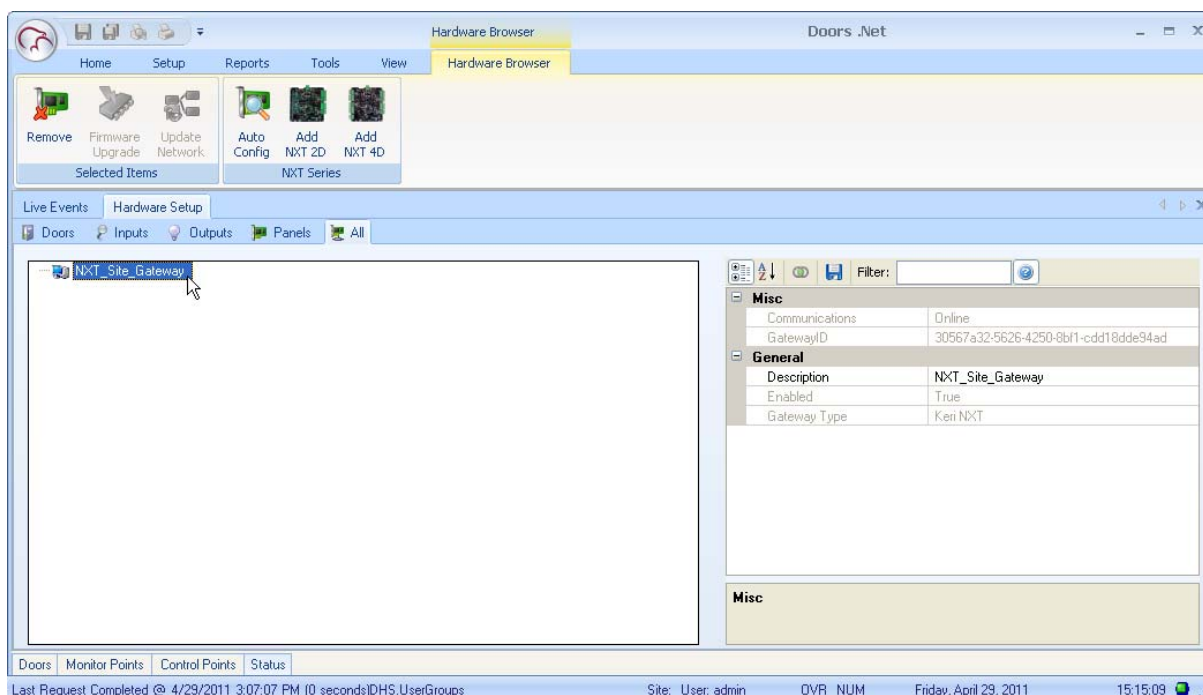 Hardware Browser
Doors .Net
Home Setup Reports Tools View Hardware Browser
Remove
Firmware Upgrade
Update Network
Auto Config
Add NXT 2D
Add NXT 4D
Selected Items
NXT Series
Live Events Hardware Setup
Doors Inputs Outputs Panels All
NXT_Site_Gateway
Filter:
Misc
Communications Online
GatewayID 30567a32-5626-4250-8bf1-cdd18dde94ad
General
Description NXT_Site_Gateway
Enabled True
Gateway Type Keri NXT
Misc
Doors Monitor Points Control Points Status
Last Request Completed @ 4/29/2011 3:07:07 PM (0 seconds)DHS.UserGroups Site: User: admin OVR NUM Friday, April 29, 2011 15:15:09